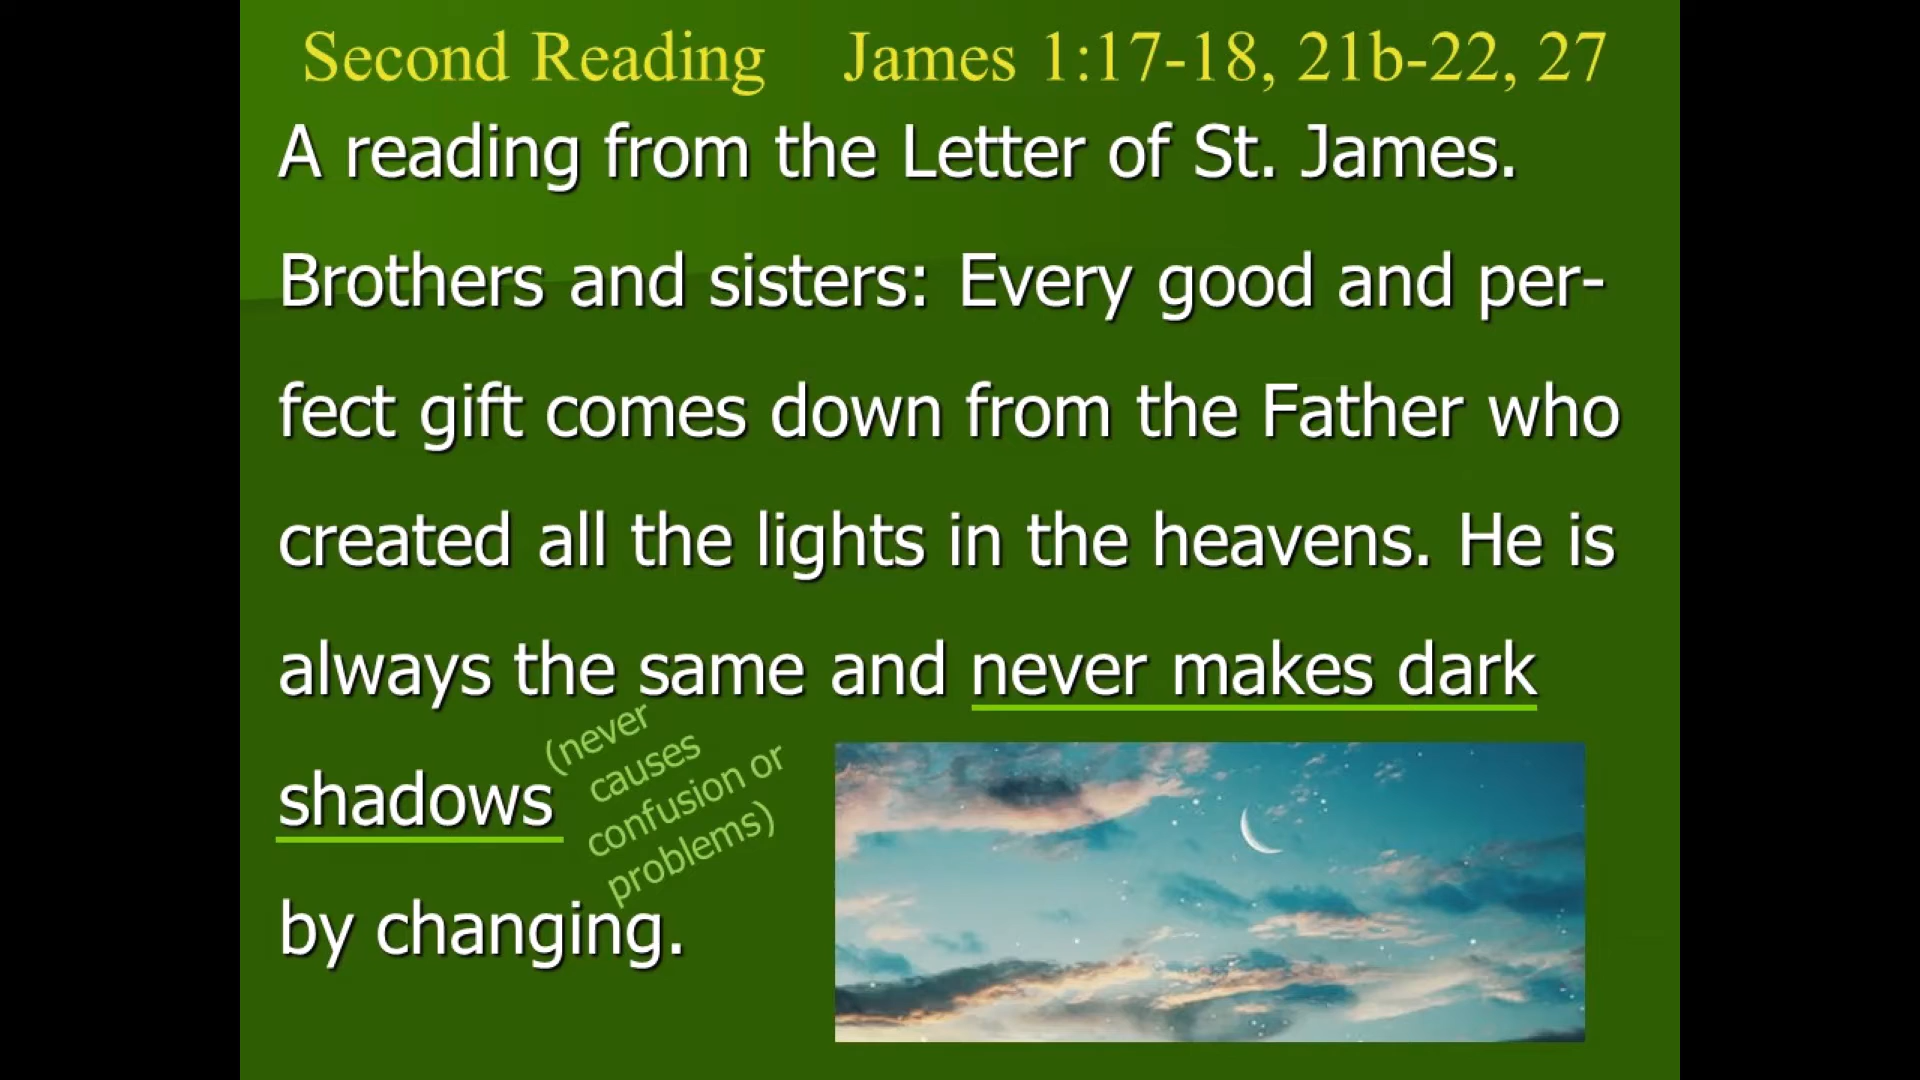 Second Reading James 1:17-18, 21b-22, 27
A reading from the Letter of St. James.
Brothers and sisters: Every good and per-
fect gift comes down from the Father who
created all the lights in the heavens. He is
always the same and never makes dark
shadows
(never
causes
confusion or
problems)
by changing.